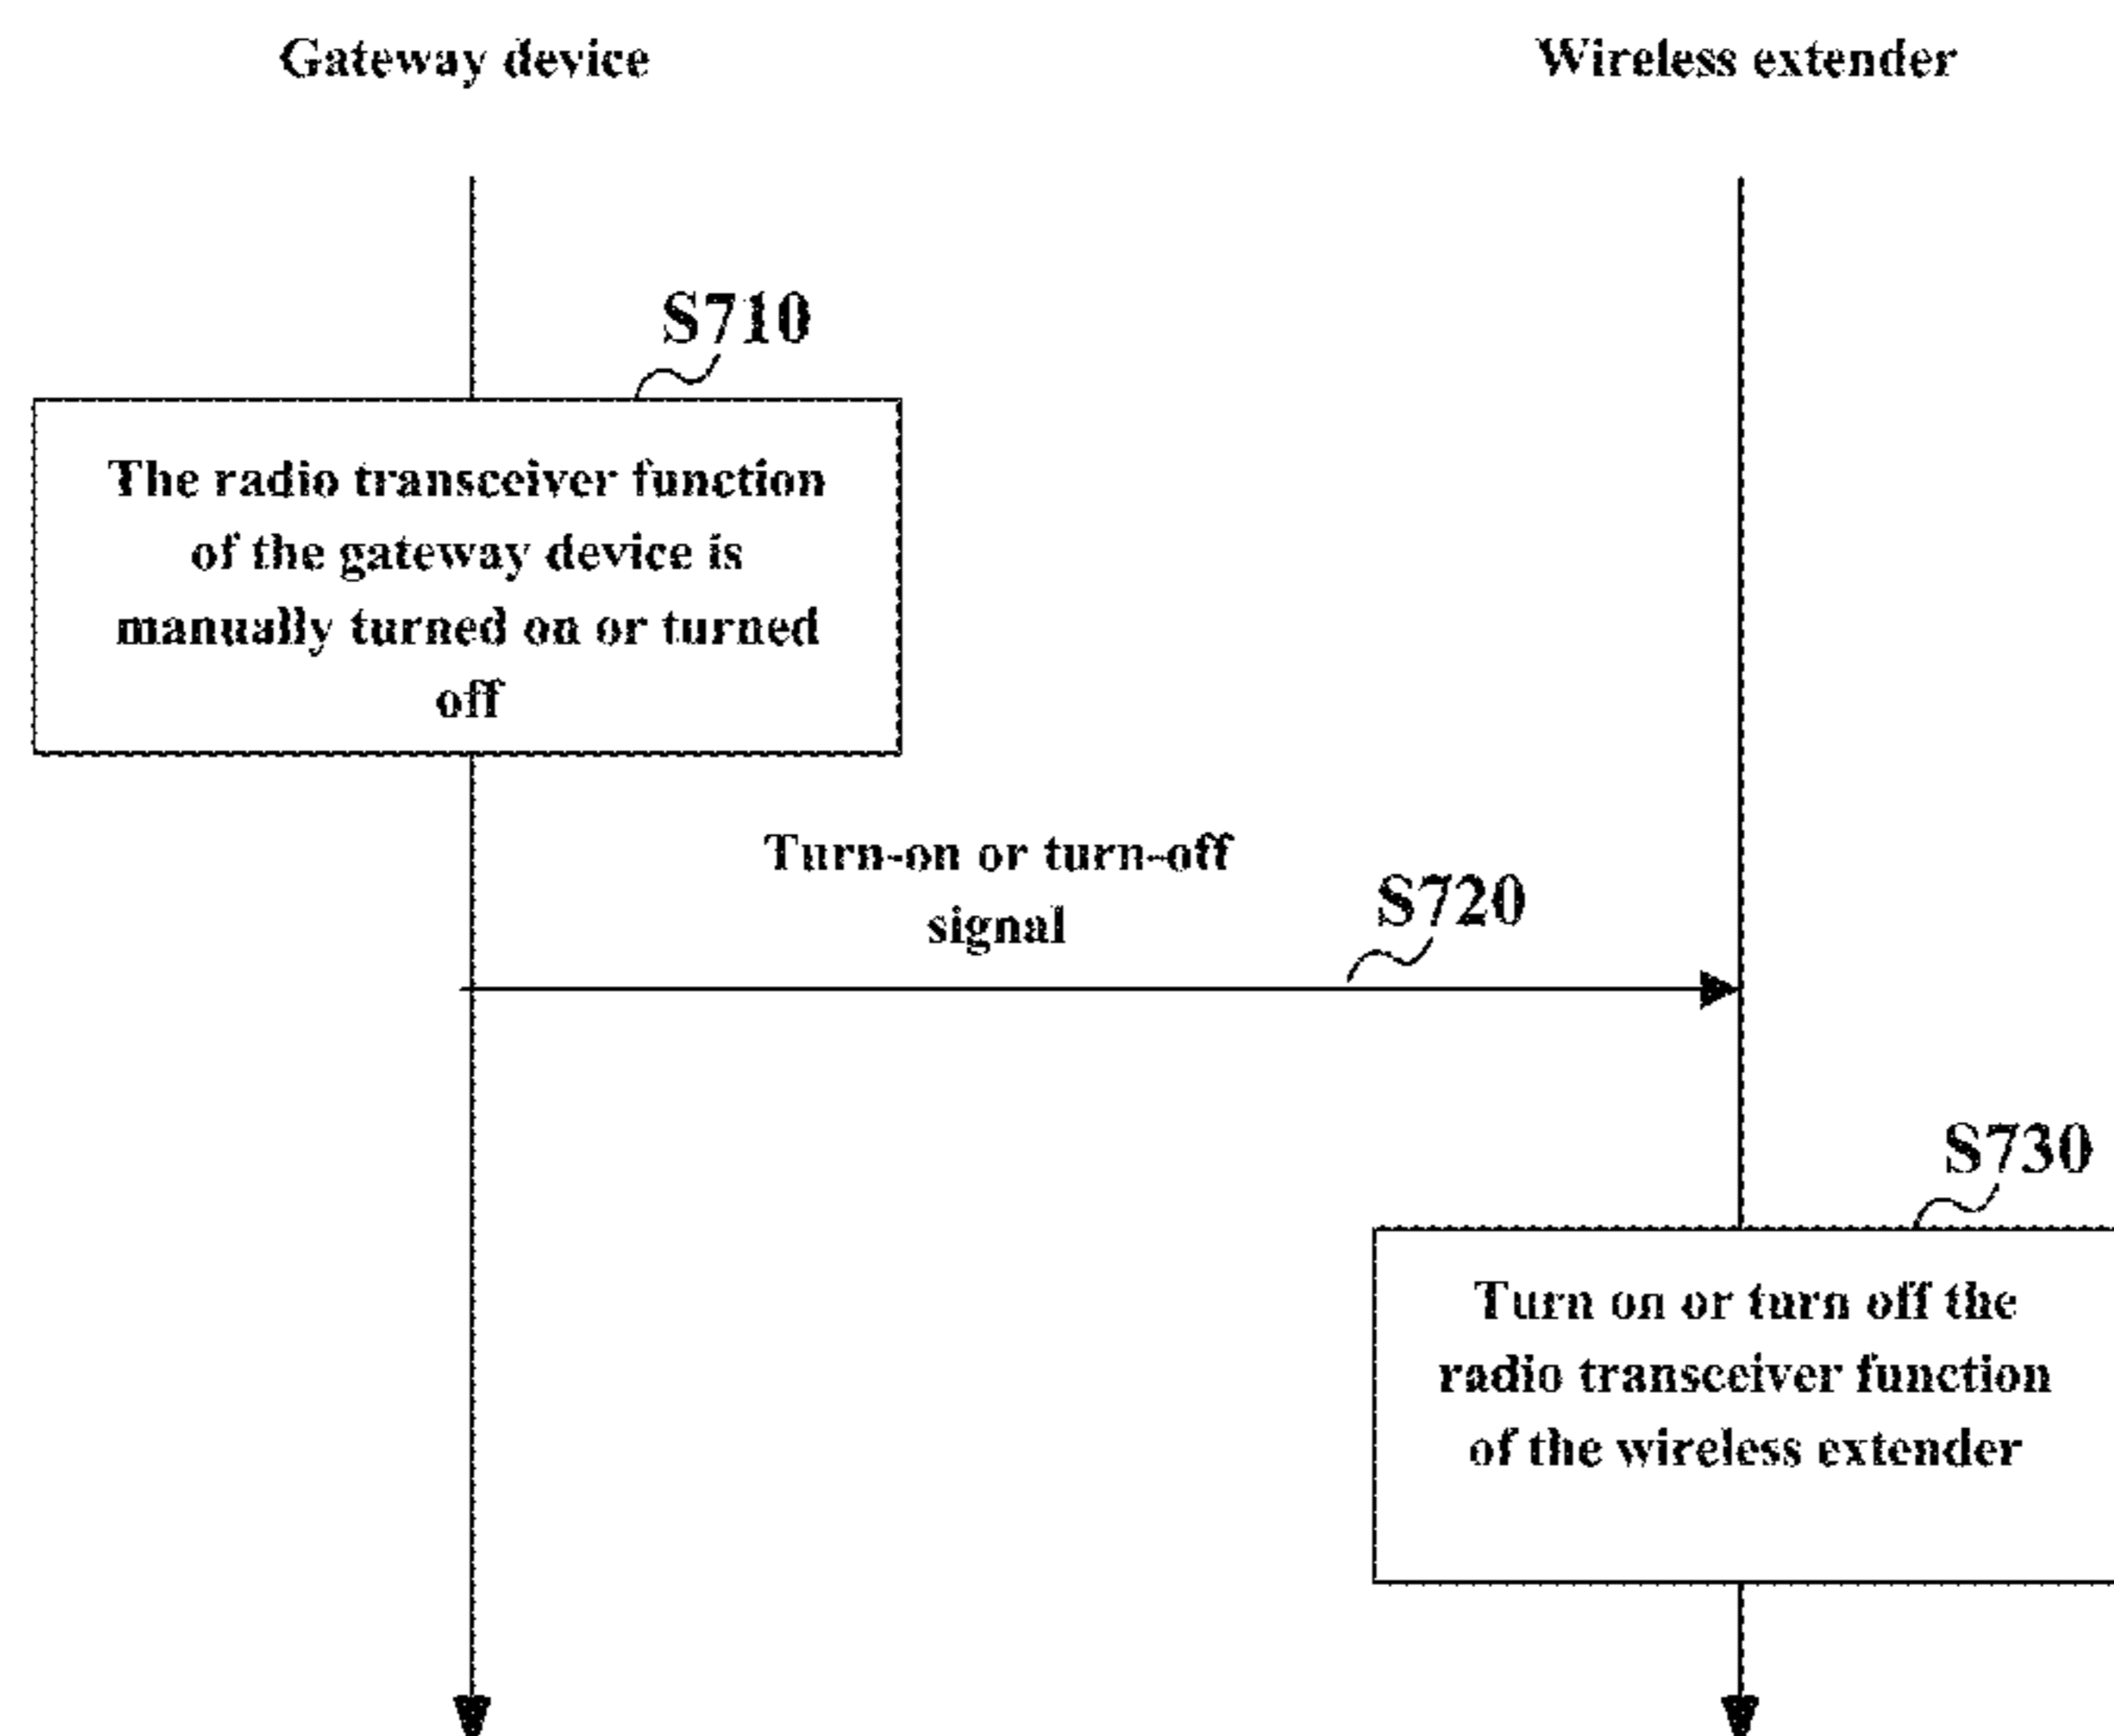 Gateway device
Wireless extender
S710
The radio transceiver function
of the gateway device is
manually turned on or turned
off
Turn-on or turn-off
signal
S720
S730
Turn on or turn off the
radio transceiver function
of the wireless extender